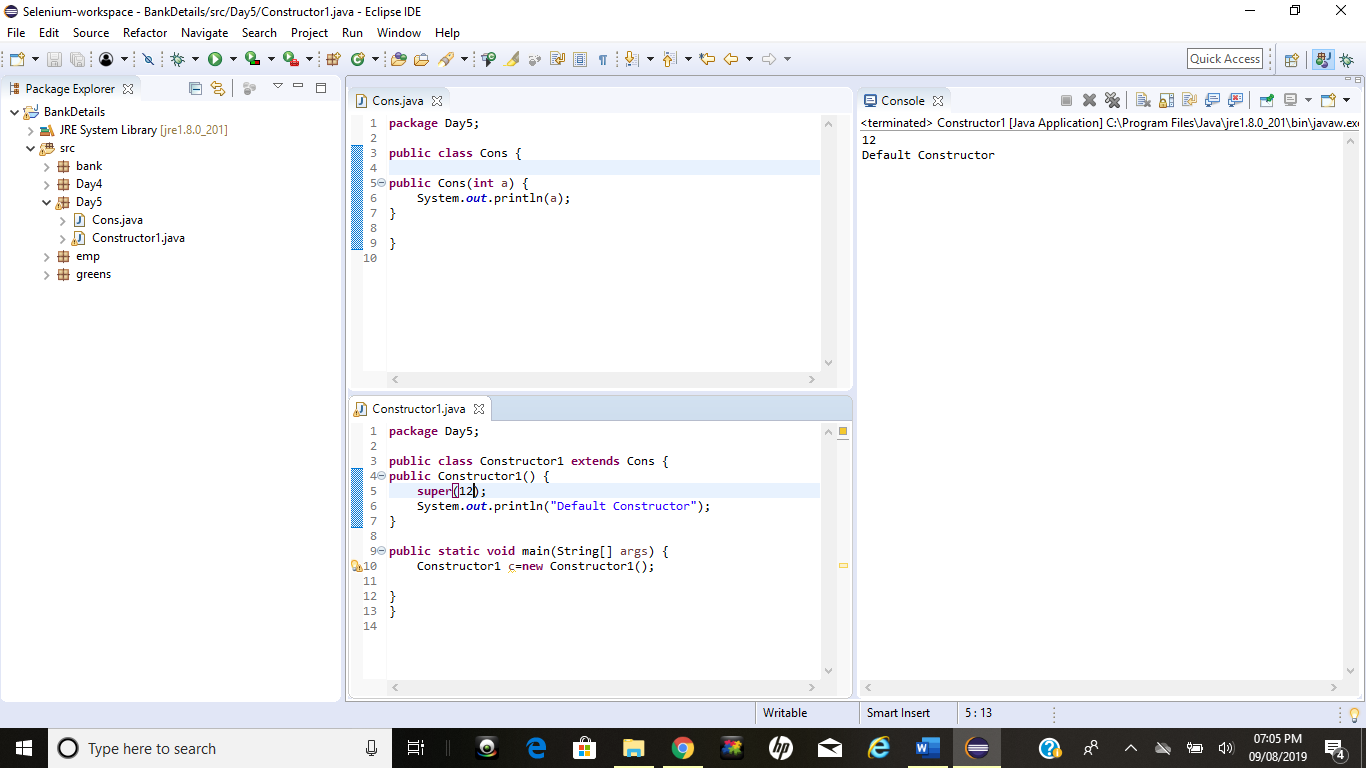 Selenium-workspace - BankDetails/src/Day5/Constructor1.java - Eclipse IDE
File Edit Source Refactor Navigate Search Project Run Window Help
Quick Access
Package Explorer
BankDetails
JRE System Library [jre1.8.0_201]
src
bank
Day4
Day5
Cons.java
Constructor1.java
emp
greens
Cons.java
1 package Day5;
2
3 public class Cons {
4
5 public Cons(int a) {
6 System.out.println(a);
7 }
8
9 }
10
Constructor1.java
1 package Day5;
2
3 public class Constructor1 extends Cons {
4 public Constructor1() {
5 super(12);
6 System.out.println("Default Constructor");
7 }
8
9 public static void main(String[] args) {
10 Constructor1 c=new Constructor1();
11
12 }
13 }
14
Console
<terminated> Constructor1 [Java Application] C:\Program Files\Java\jre1.8.0_201\bin\javaw.exe
12
Default Constructor
Writable Smart Insert 5 : 13
Type here to search
07:05 PM
09/08/2019
4